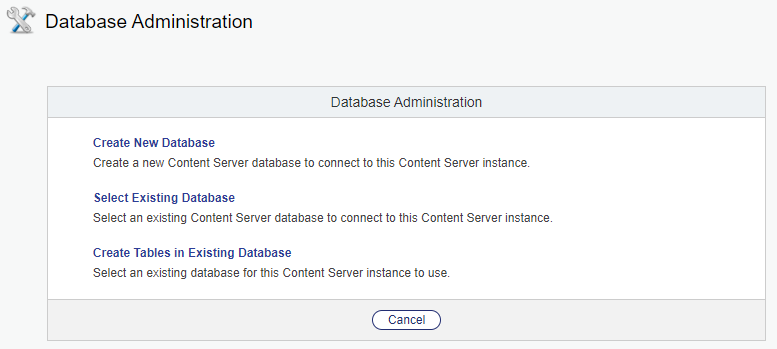 Database Administration
Database Administration
Create New Database
Create a new Content Server database to connect to this Content Server instance.
Select Existing Database
Select an existing Content Server database to connect to this Content Server instance.
Create Tables in Existing Database
Select an existing database for this Content Server instance to use.
Cancel